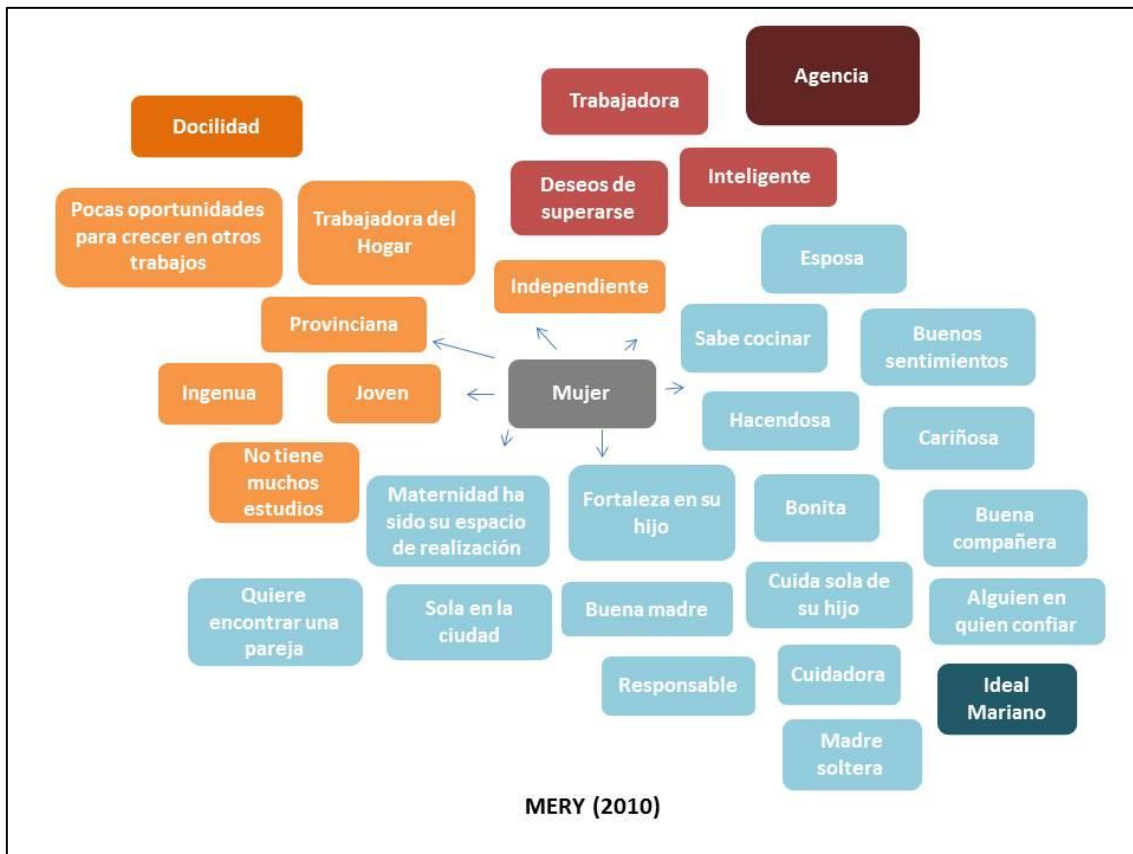 Agencia
Trabajadora
Docilidad
Inteligente
Deseos de
superarse
Pocas oportunidades
para crecer en otros
trabajos
Trabajadora del
Hogar
Esposa
Independiente
Provinciana
Sabe cocinar
Buenos
sentimientos
Ingenua
Joven
Mujer
Hacendosa
Cariñosa
No tiene
muchos
estudios
Maternidad ha
sido su espacio
de realización
Fortaleza en su
hijo
Bonita
Buena
compañera
Quiere
encontrar una
pareja
Sola en la
ciudad
Buena madre
Cuida sola de
su hijo
Alguien en
quien confiar
Responsable
Cuidadora
Ideal
Mariano
Madre
soltera
MERY (2010)